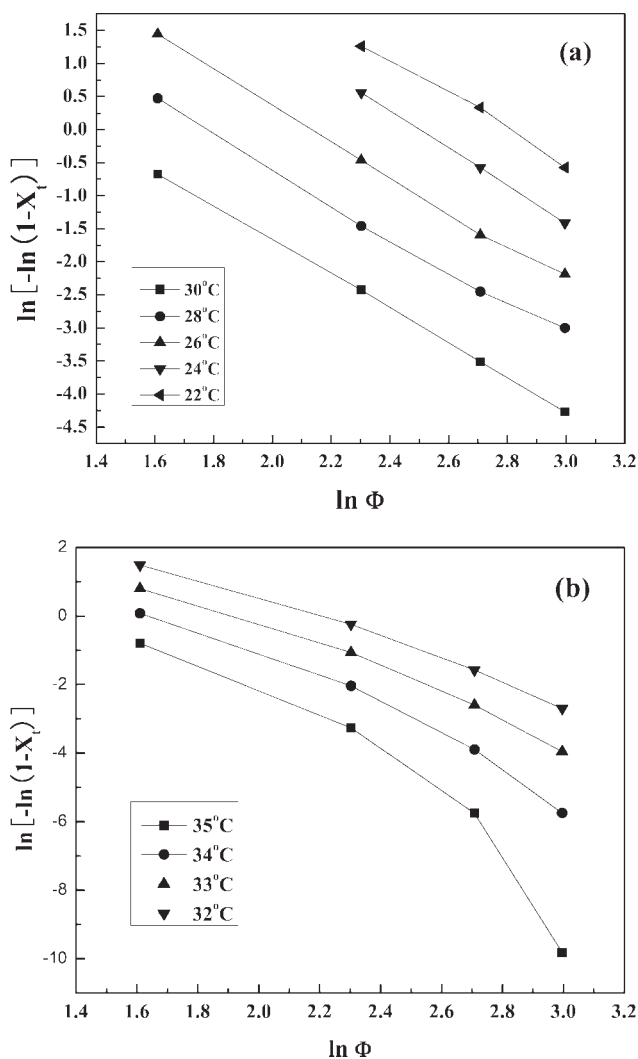 1.5
(a)
1.0
0.5
0.0
-0.5
-1.0
-1.5
-2.0
-2.5
-3.0
-3.5
-4.0
-4.5
ln [-ln (1-Xt)]
30°C
28°C
26°C
24°C
22°C
1.4 1.6 1.8 2.0 2.2 2.4 2.6 2.8 3.0 3.2
ln Φ
2
(b)
0
-2
-4
-6
-8
-10
ln [-ln (1-Xt)]
35°C
34°C
33°C
32°C
1.4 1.6 1.8 2.0 2.2 2.4 2.6 2.8 3.0 3.2
ln Φ